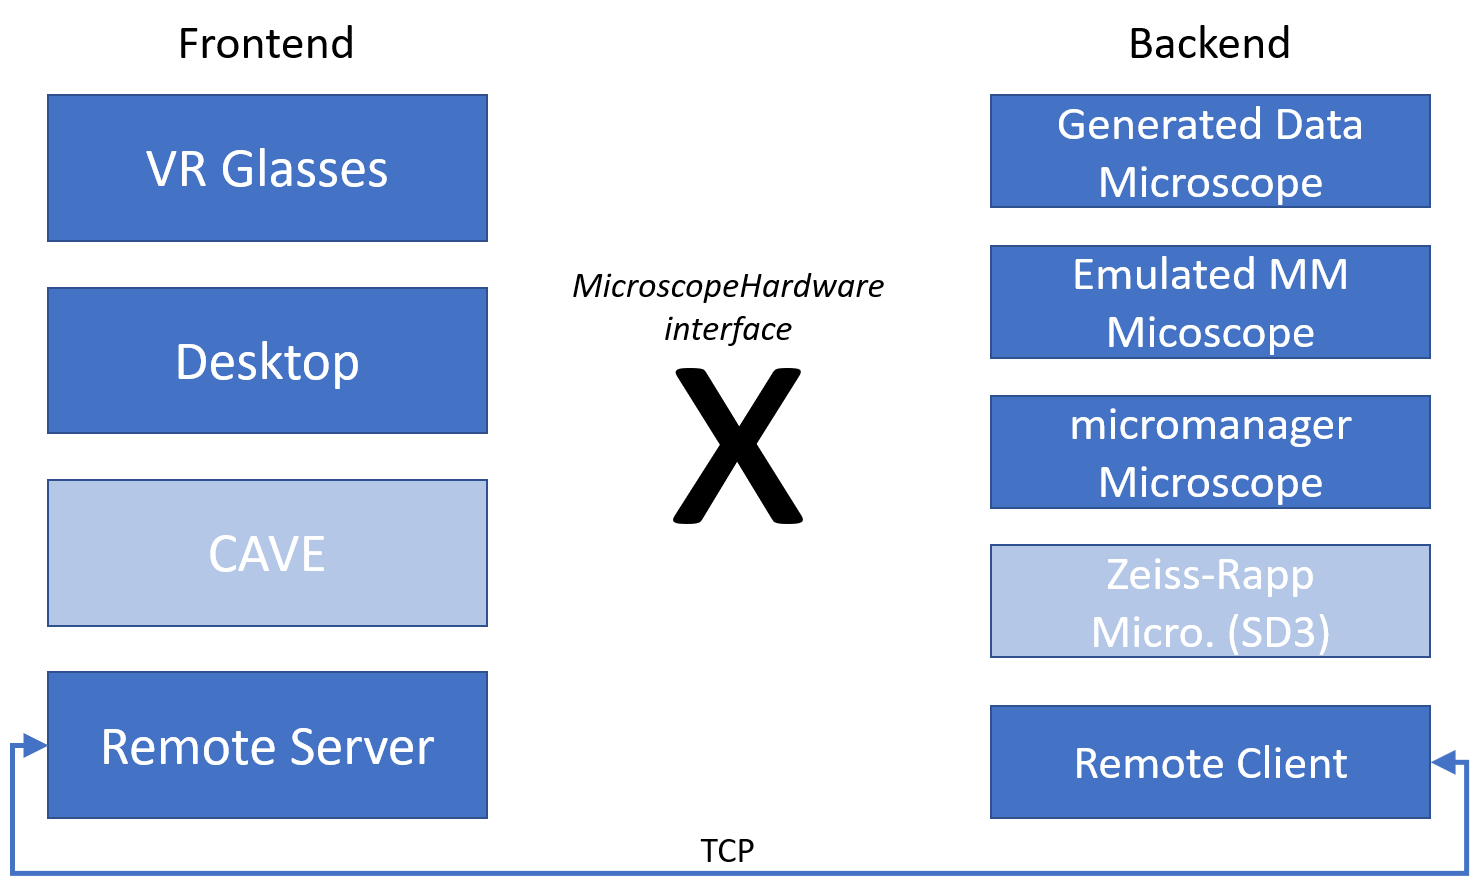 Frontend
VR Glasses
Desktop
CAVE
Remote Server
MicroscopeHardware
interface
X
Backend
Generated Data
Microscope
Emulated MM
Micoscope
micromanager
Microscope
Zeiss-Rapp
Micro. (SD3)
Remote Client
TCP